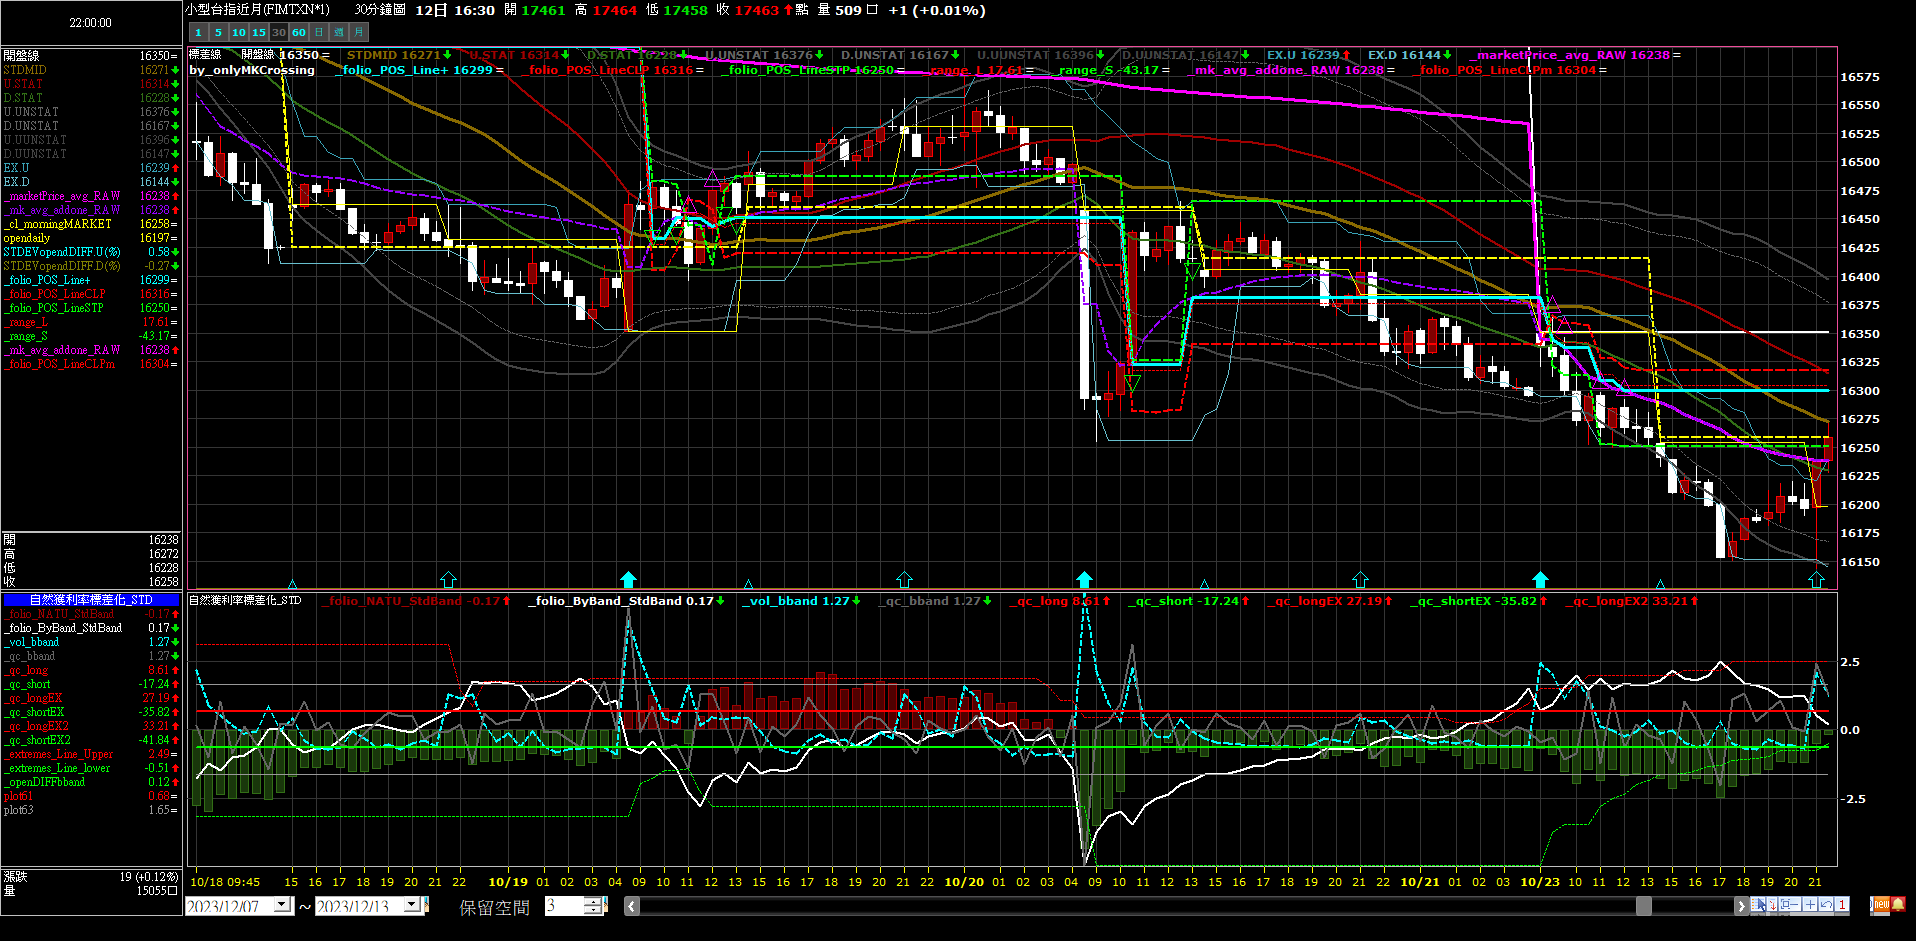 22:00:00
小型台指近月(FIMTXN*1) 30分鐘圖 12日 16:30 開 17461 高 17464 低 17458 收 17463 點 量 509 口 +1 (+0.01%)
1 5 10 15 30 60 日 週 月
標差線 開盤線 16350 = STDMID 16271 U.STAT 16314 D.STAT 16228 U.UNSTAT 16376 D.UNSTAT 16167 U.UUNSTAT 16396 D.UUNSTAT 16147 EX.U 16239 EX.D 16144 _marketPrice_avg_RAW 16238 =
by_onlyMKCrossing _folio_POS_Line+ 16299 = _folio_POS_LineCLP 16316 = _folio_POS_LineSTP 16250 = _range_L 17.61 = _range_S -43.17 = _mk_avg_addone_RAW 16238 = _folio_POS_LineCLPm 16304 =
開盤線 16350=
STDMID 16271
U.STAT 16314
D.STAT 16228
U.UNSTAT 16376
D.UNSTAT 16167
U.UUNSTAT 16396
D.UUNSTAT 16147
EX.U 16239
EX.D 16144
_marketPrice_avg_RAW 16238
_mk_avg_addona_RAW 16238
_cl_morningMARKET 16258=
opendaily 16197=
STDEVopendDIFF.U(%) 0.58
STDEVopendDIFF.D(%) -0.27
_folio_POS_Line+ 16299=
_folio_POS_LineCLP 16316=
_folio_POS_LineSTP 16250=
_range_L 17.61=
_range_S -43.17=
_mk_avg_addone_RAW 16238
_folio_POS_LineCLPm 16304=
開 16238
高 16272
低 16228
收 16258
16575
16550
16525
16500
16475
16450
16425
16400
16375
16350
16325
16300
16275
16250
16225
16200
16175
16150
自然獲利率標差化_STD
_folio_NATU_StdBand -0.17
_folio_ByBand_StdBand 0.17
_vol_bband 1.27
_qc_bband 1.27
_qc_long 8.61
_qc_short -17.24
_qc_longEX 27.19
_qc_shortEX -35.82
_qc_longEX2 33.21
_qc_shortEX2 -41.84
_extremes_Line_Upper 2.49=
_extremes_Line_lower -0.51
_openDIFFbband 0.12
plot61 0.68=
plot63 1.65=
自然獲利率標差化_STD _folio_NATU_StdBand -0.17 _folio_ByBand_StdBand 0.17 _vol_bband 1.27 _qc_bband 1.27 _qc_long 8.61 _qc_short -17.24 _qc_longEX 27.19 _qc_shortEX -35.82 _qc_longEX2 33.21
2.5
0.0
-2.5
漲跌 19 (+0.12%)
量 15055口
10/18 09:45 15 16 17 18 19 20 21 22 10/19 01 02 03 04 09 10 11 12 13 15 16 17 18 19 20 21 22 10/20 01 02 03 04 09 10 11 12 13 15 16 17 18 19 20 21 22 10/21 01 02 03 10/23 10 11 12 13 15 16 17 18 19 20 21
2023/12/07 ~ 2023/12/13 保留空間 3
1 new